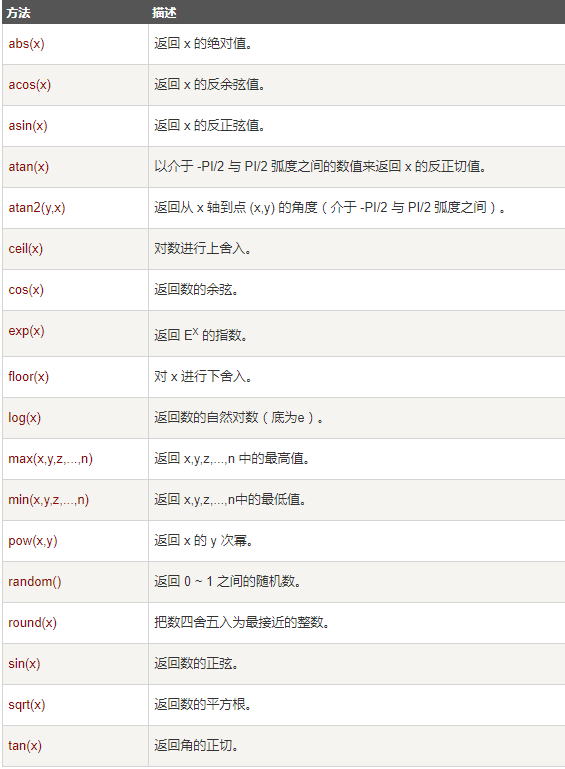 方法 描述
abs(x) 返回 x 的绝对值。
acos(x) 返回 x 的反余弦值。
asin(x) 返回 x 的反正弦值。
atan(x) 以介于 -PI/2 与 PI/2 弧度之间的数值来返回 x 的反正切值。
atan2(y,x) 返回从 x 轴到点 (x,y) 的角度（介于 -PI/2 与 PI/2 弧度之间）。
ceil(x) 对数进行上舍入。
cos(x) 返回数的余弦。
exp(x) 返回 Eˣ 的指数。
floor(x) 对 x 进行下舍入。
log(x) 返回数的自然对数（底为e）。
max(x,y,z,...,n) 返回 x,y,z,...,n 中的最高值。
min(x,y,z,...,n) 返回 x,y,z,...,n中的最低值。
pow(x,y) 返回 x 的 y 次幂。
random() 返回 0 ~ 1 之间的随机数。
round(x) 把数四舍五入为最接近的整数。
sin(x) 返回数的正弦。
sqrt(x) 返回数的平方根。
tan(x) 返回角的正切。